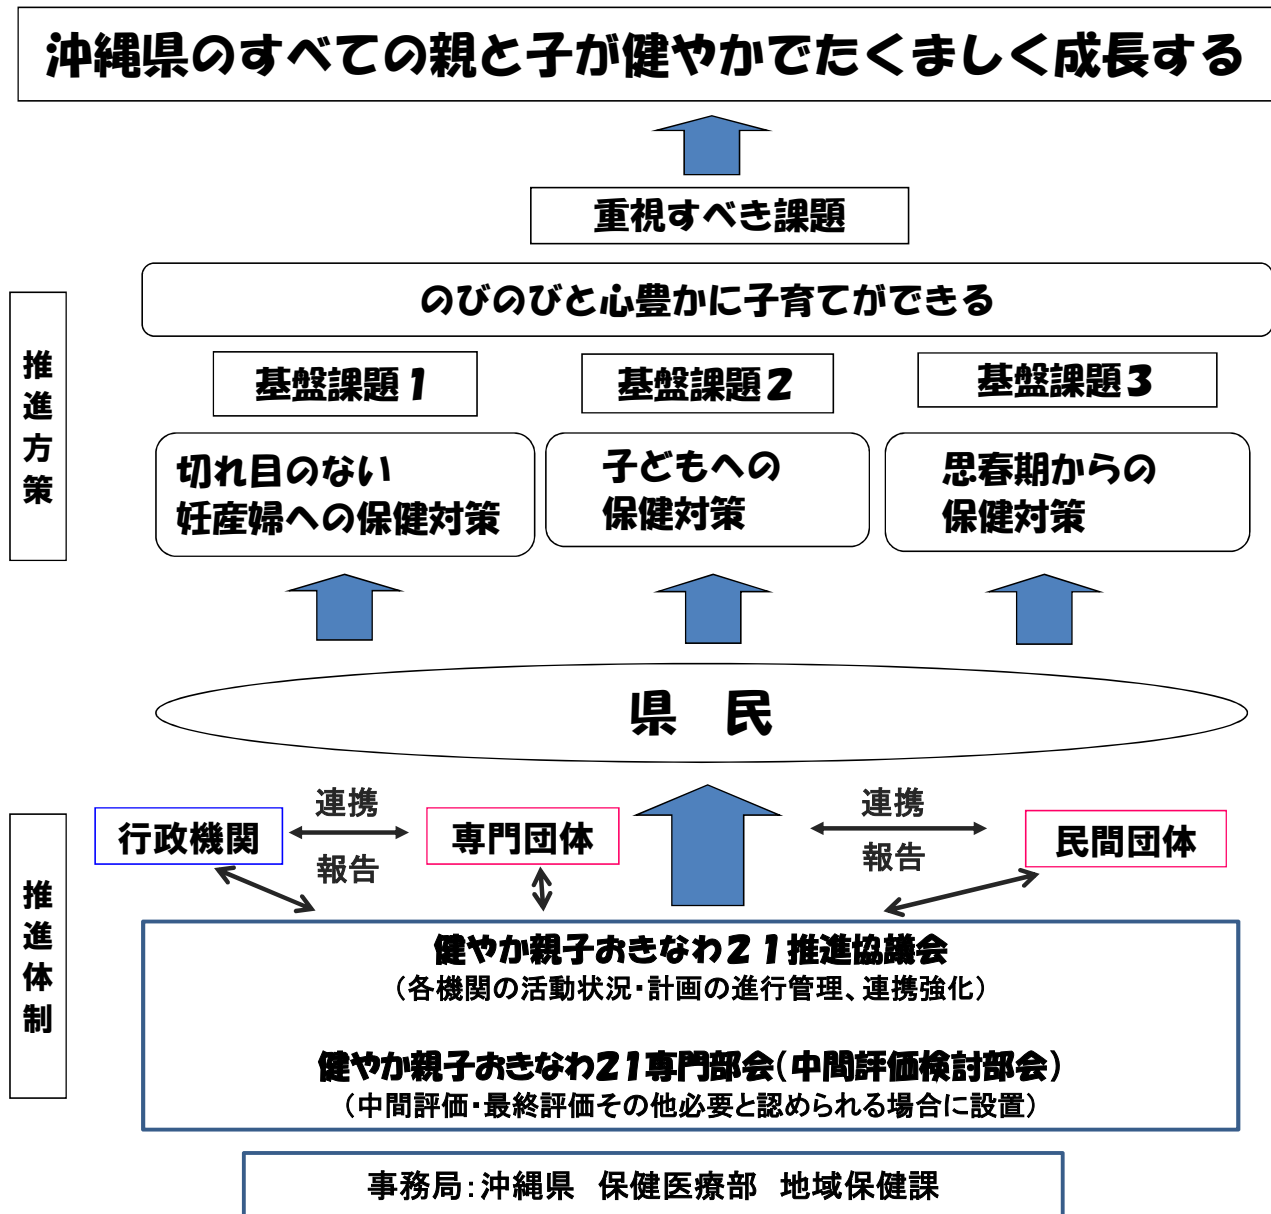 沖縄県のすべての親と子が健やかでたくましく成長する
重視すべき課題
のびのびと心豊かに子育てができる
推進方策
基盤課題1
基盤課題2
基盤課題3
切れ目のない
妊産婦への保健対策
子どもへの
保健対策
思春期からの
保健対策
県　民
推進体制
行政機関
連携
報告
専門団体
連携
報告
民間団体
健やか親子おきなわ２１推進協議会
（各機関の活動状況・計画の進行管理、連携強化）
健やか親子おきなわ21専門部会（中間評価検討部会）
（中間評価・最終評価その他必要と認められる場合に設置）
事務局：沖縄県　保健医療部　地域保健課